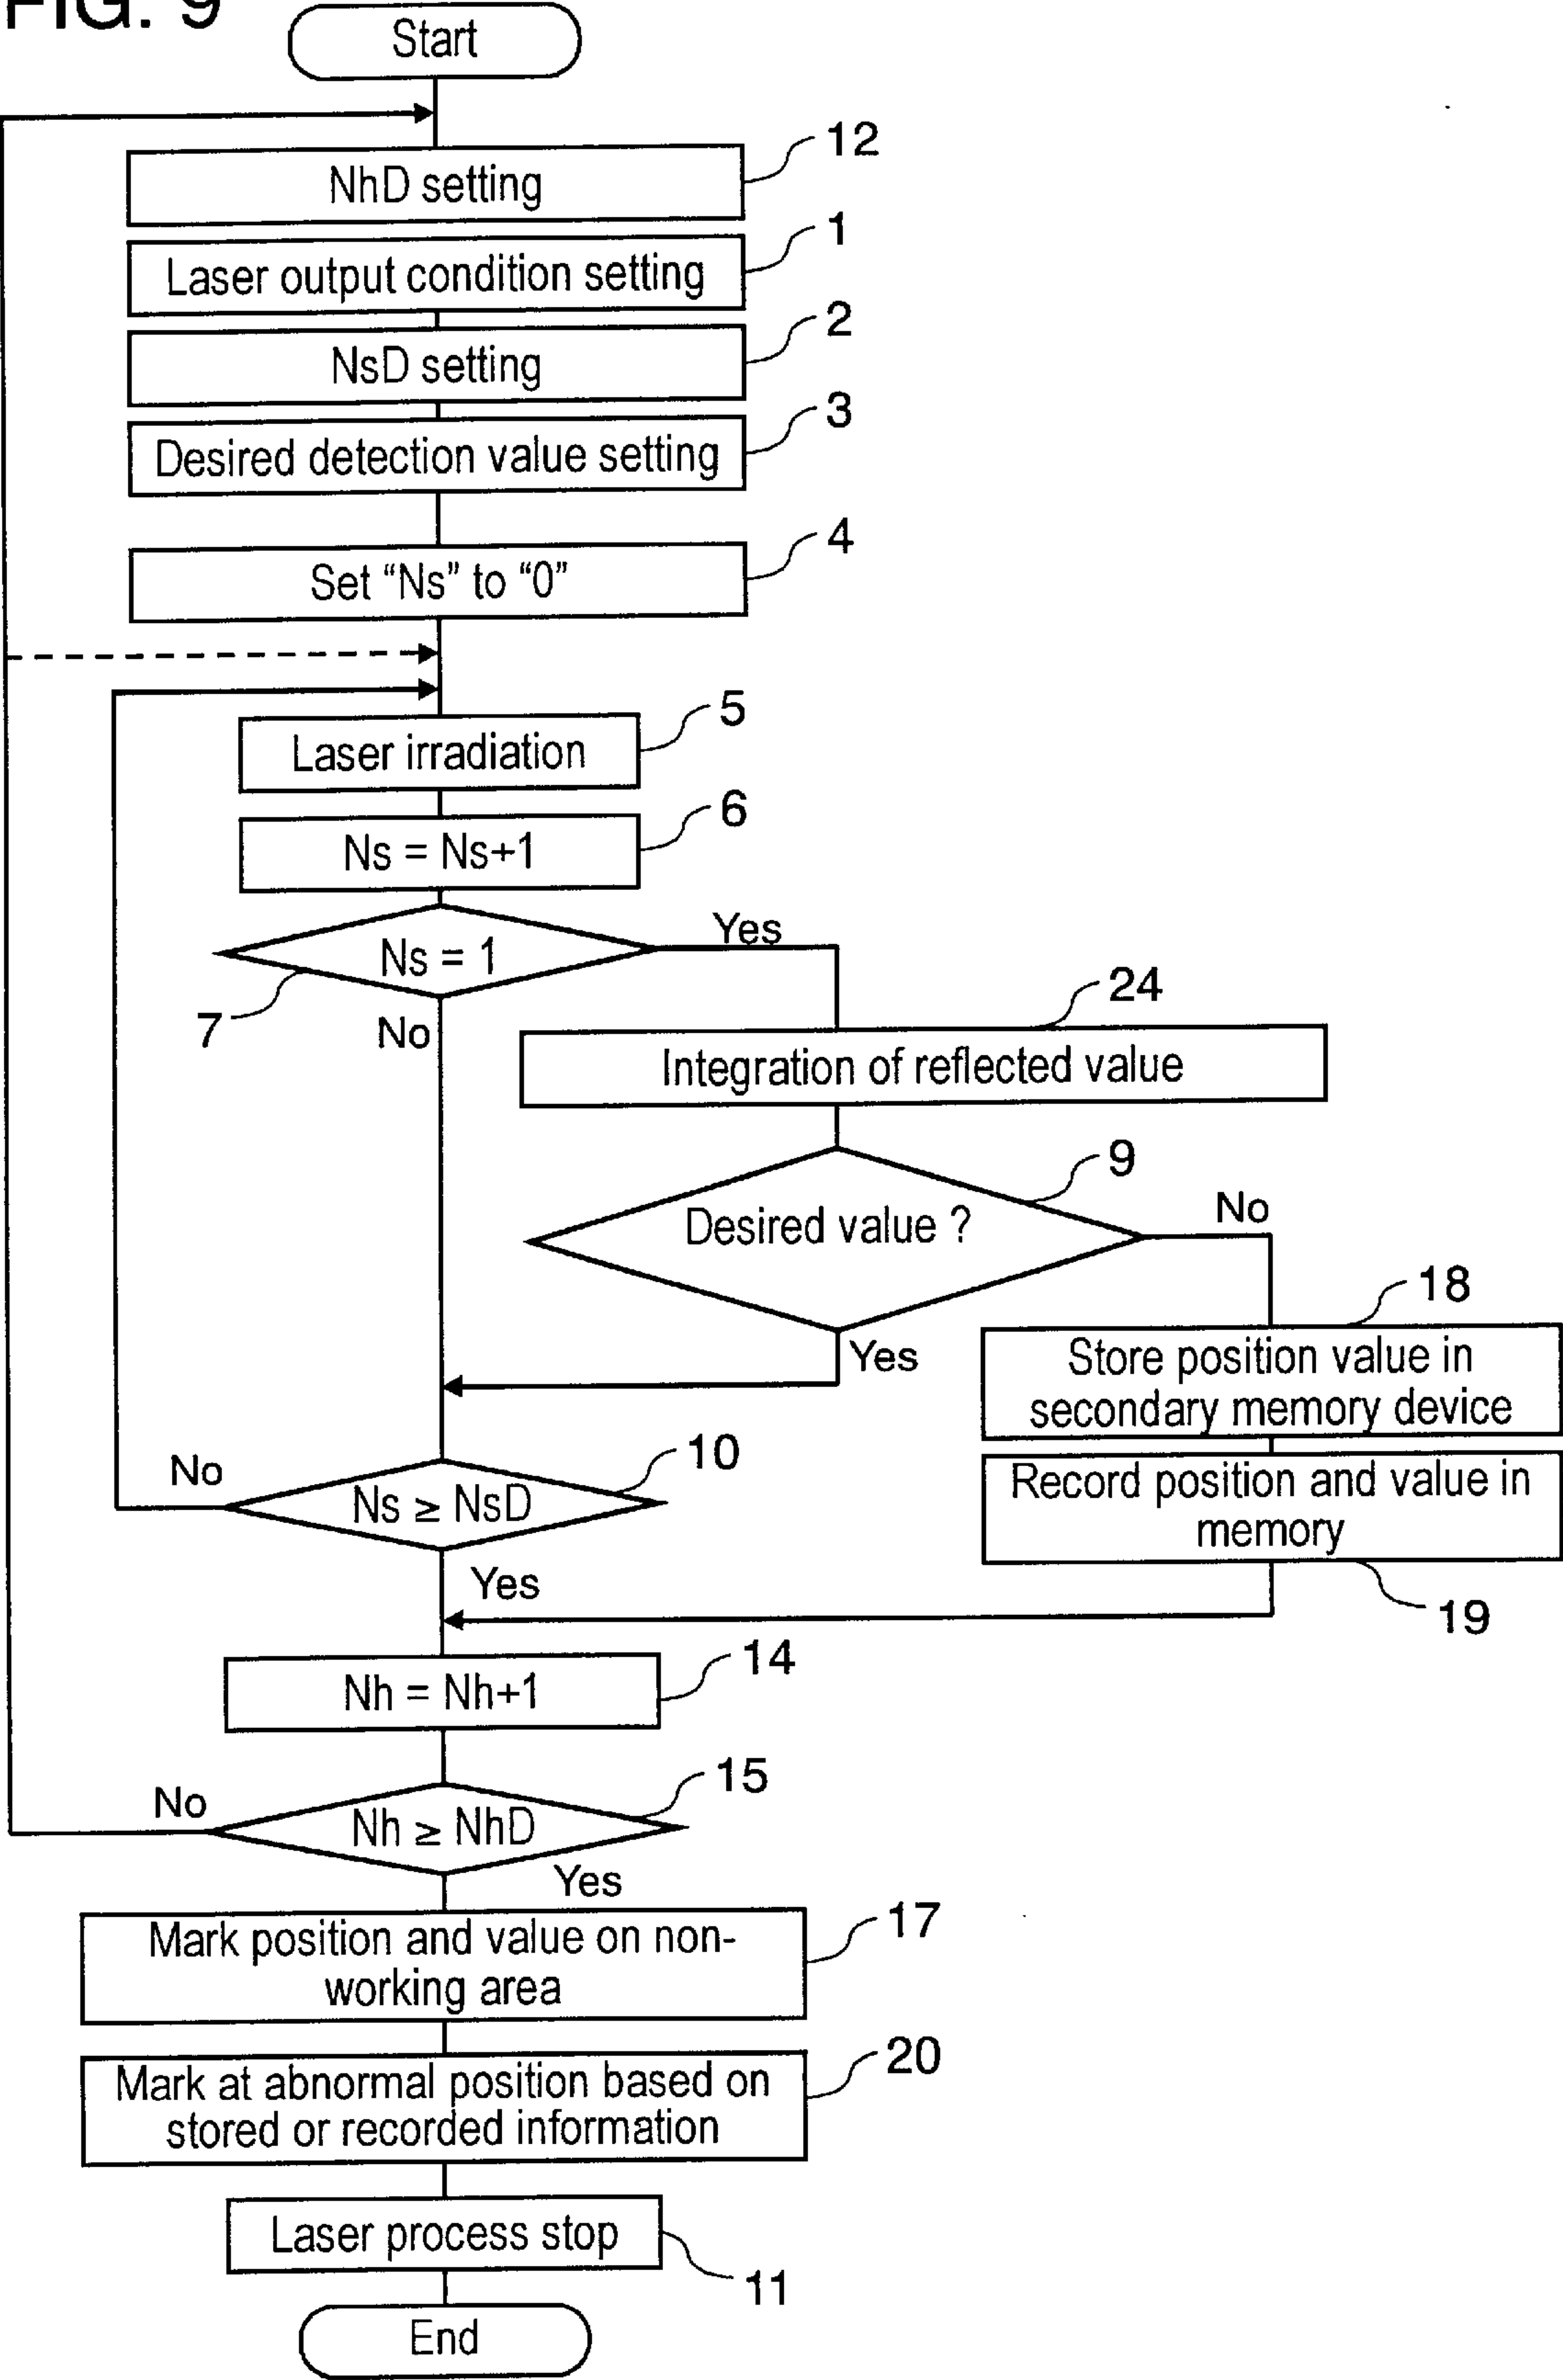 FIG. 9
Start
12
NhD setting
1
Laser output condition setting
2
NsD setting
3
Desired detection value setting
4
Set “Ns” to “0”
5
Laser irradiation
6
Ns = Ns+1
Yes
Ns = 1
7
No
24
Integration of reflected value
9
Desired value ?
No
Yes
18
Store position value in
secondary memory device
10
No
Ns ≥ NsD
Record position and value in
memory
Yes
19
14
Nh = Nh+1
15
No
Nh ≥ NhD
Yes
17
Mark position and value on non-
working area
20
Mark at abnormal position based on
stored or recorded information
Laser process stop
11
End